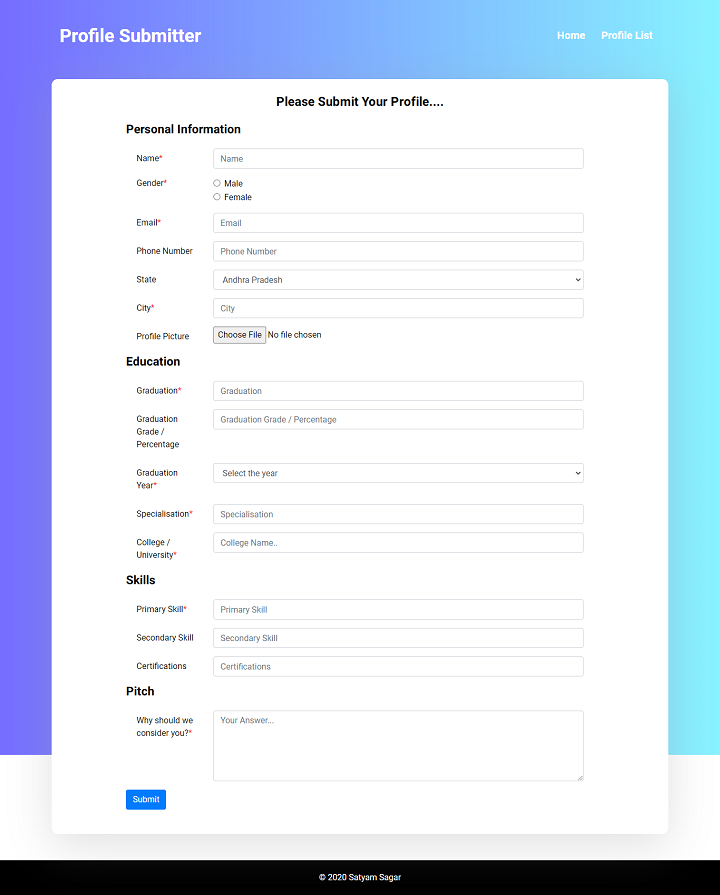 Profile Submitter
Home Profile List
Please Submit Your Profile....
Personal Information
Name* Name
Gender* Male
Female
Email* Email
Phone Number Phone Number
State Andhra Pradesh
City* City
Profile Picture Choose File No file chosen
Education
Graduation* Graduation
Graduation Grade / Percentage
Grade /
Percentage
Graduation Select the year
Year*
Specialisation* Specialisation
College / College Name..
University*
Skills
Primary Skill* Primary Skill
Secondary Skill Secondary Skill
Certifications Certifications
Pitch
Why should we Your Answer...
consider you?*
Submit
© 2020 Satyam Sagar